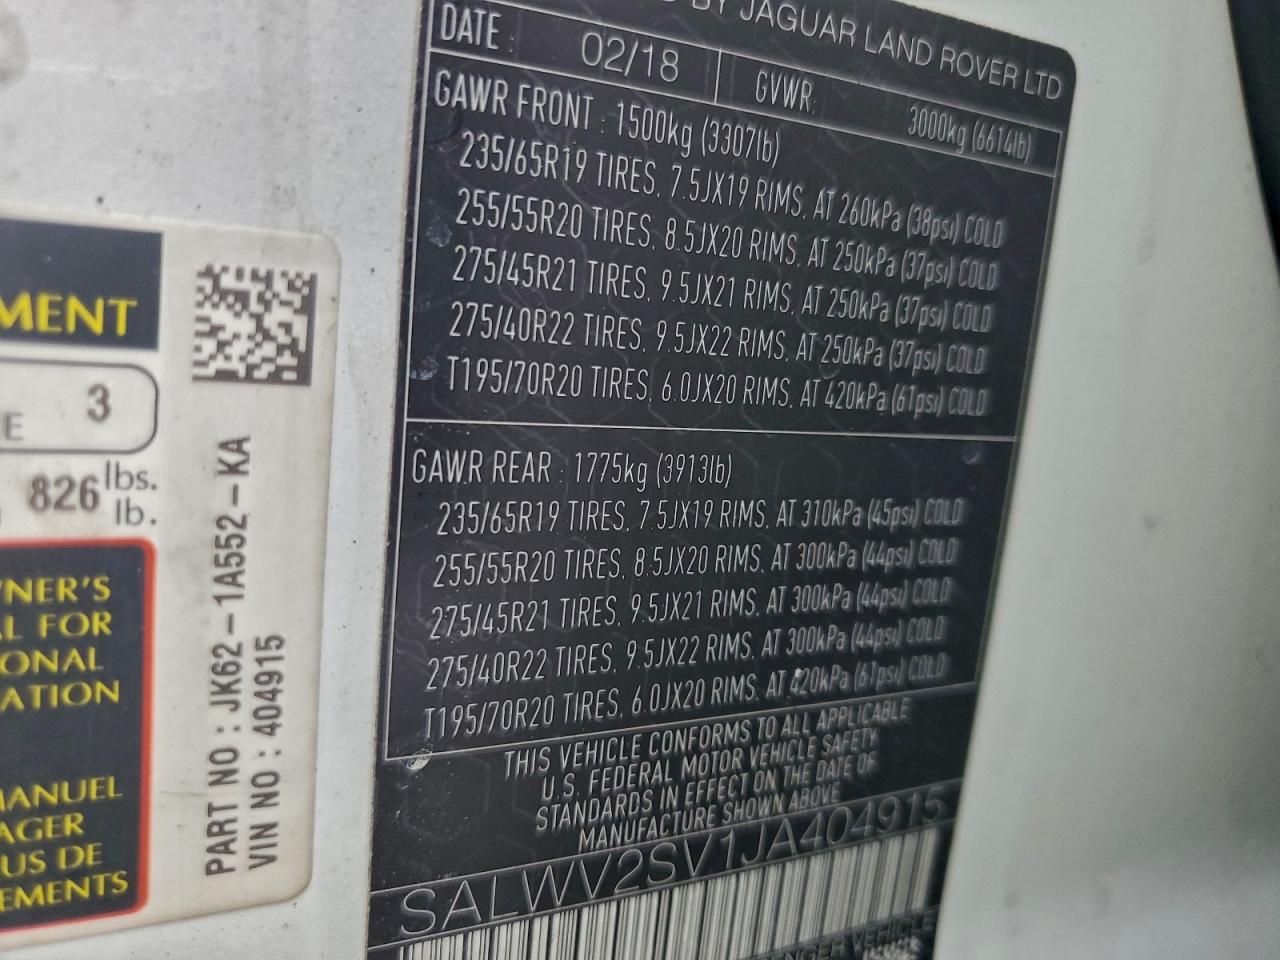 BY JAGUAR LAND ROVER LTD
DATE: 02/18 GVWR: 3000kg (6614lb)
GAWR FRONT : 1500kg (3307lb)
235/65R19 TIRES, 7.5JX19 RIMS, AT 260kPa (38psi) COLD
255/55R20 TIRES, 8.5JX20 RIMS, AT 250kPa (37psi) COLD
275/45R21 TIRES, 9.5JX21 RIMS, AT 250kPa (37psi) COLD
275/40R22 TIRES, 9.5JX22 RIMS, AT 250kPa (37psi) COLD
T195/70R20 TIRES, 6.0JX20 RIMS, AT 420kPa (61psi) COLD
GAWR REAR : 1775kg (3913lb)
235/65R19 TIRES, 7.5JX19 RIMS, AT 310kPa (45psi) COLD
255/55R20 TIRES, 8.5JX20 RIMS, AT 300kPa (44psi) COLD
275/45R21 TIRES, 9.5JX21 RIMS, AT 300kPa (44psi) COLD
275/40R22 TIRES, 9.5JX22 RIMS, AT 300kPa (44psi) COLD
T195/70R20 TIRES, 6.0JX20 RIMS, AT 420kPa (61psi) COLD
THIS VEHICLE CONFORMS TO ALL APPLICABLE
U.S. FEDERAL MOTOR VEHICLE SAFETY
STANDARDS IN EFFECT ON THE DATE OF
MANUFACTURE SHOWN ABOVE
SALWV2SV1JA404915
ENGER VEHICLE
MENT
E 3
826 lbs.
lb.
NER'S
L FOR
ONAL
ATION
ANUEL
AGER
US DE
EMENTS
PART NO : JK62-1A552-KA
VIN NO : 404915